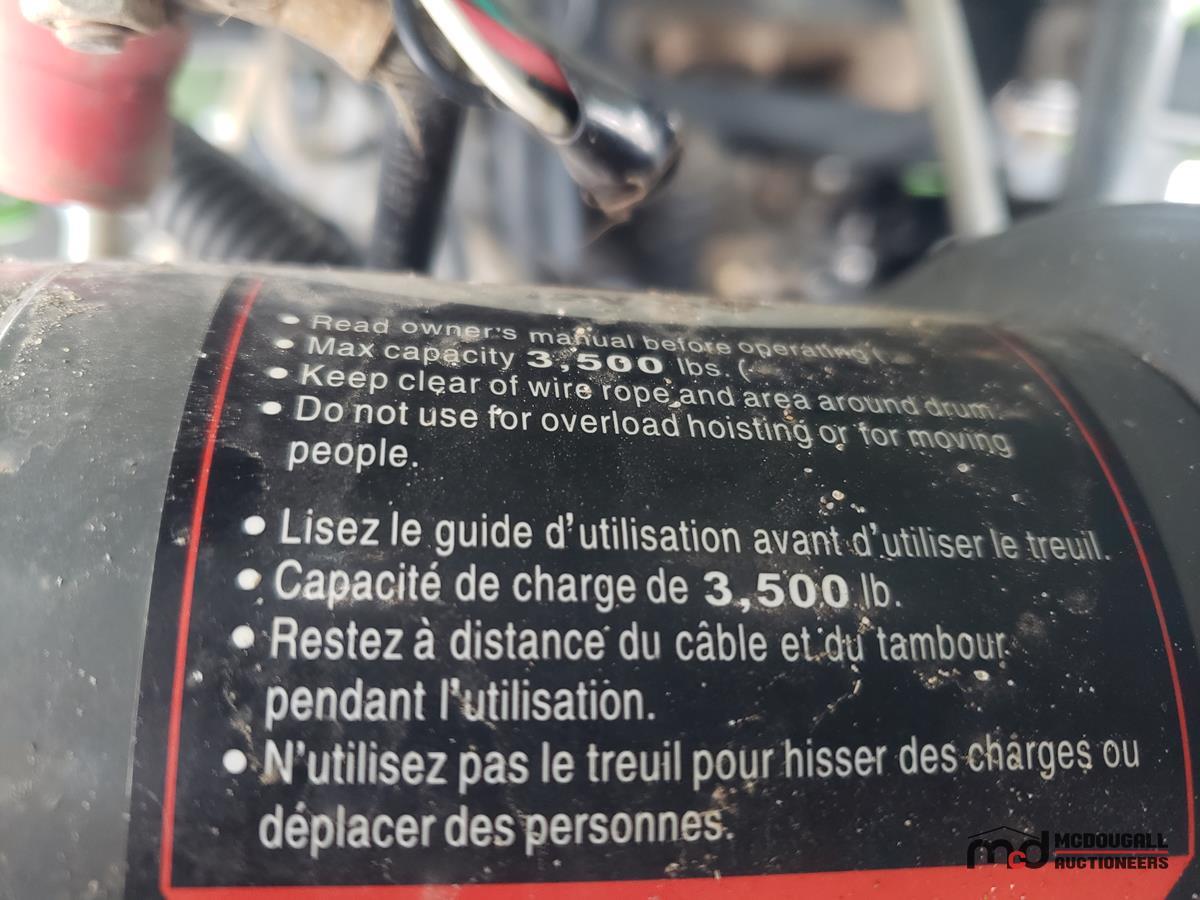 • Read owner's manual before operating
• Max capacity 3,500 lbs. (
• Keep clear of wire rope and area around drum.
• Do not use for overload hoisting or for moving
people.
• Lisez le guide d'utilisation avant d'utiliser le treuil.
• Capacité de charge de 3,500 lb.
• Restez à distance du câble et du tambour
pendant l'utilisation.
• N'utilisez pas le treuil pour hisser des charges ou
déplacer des personnes.
mcd MCDOUGALL
AUCTIONEERS